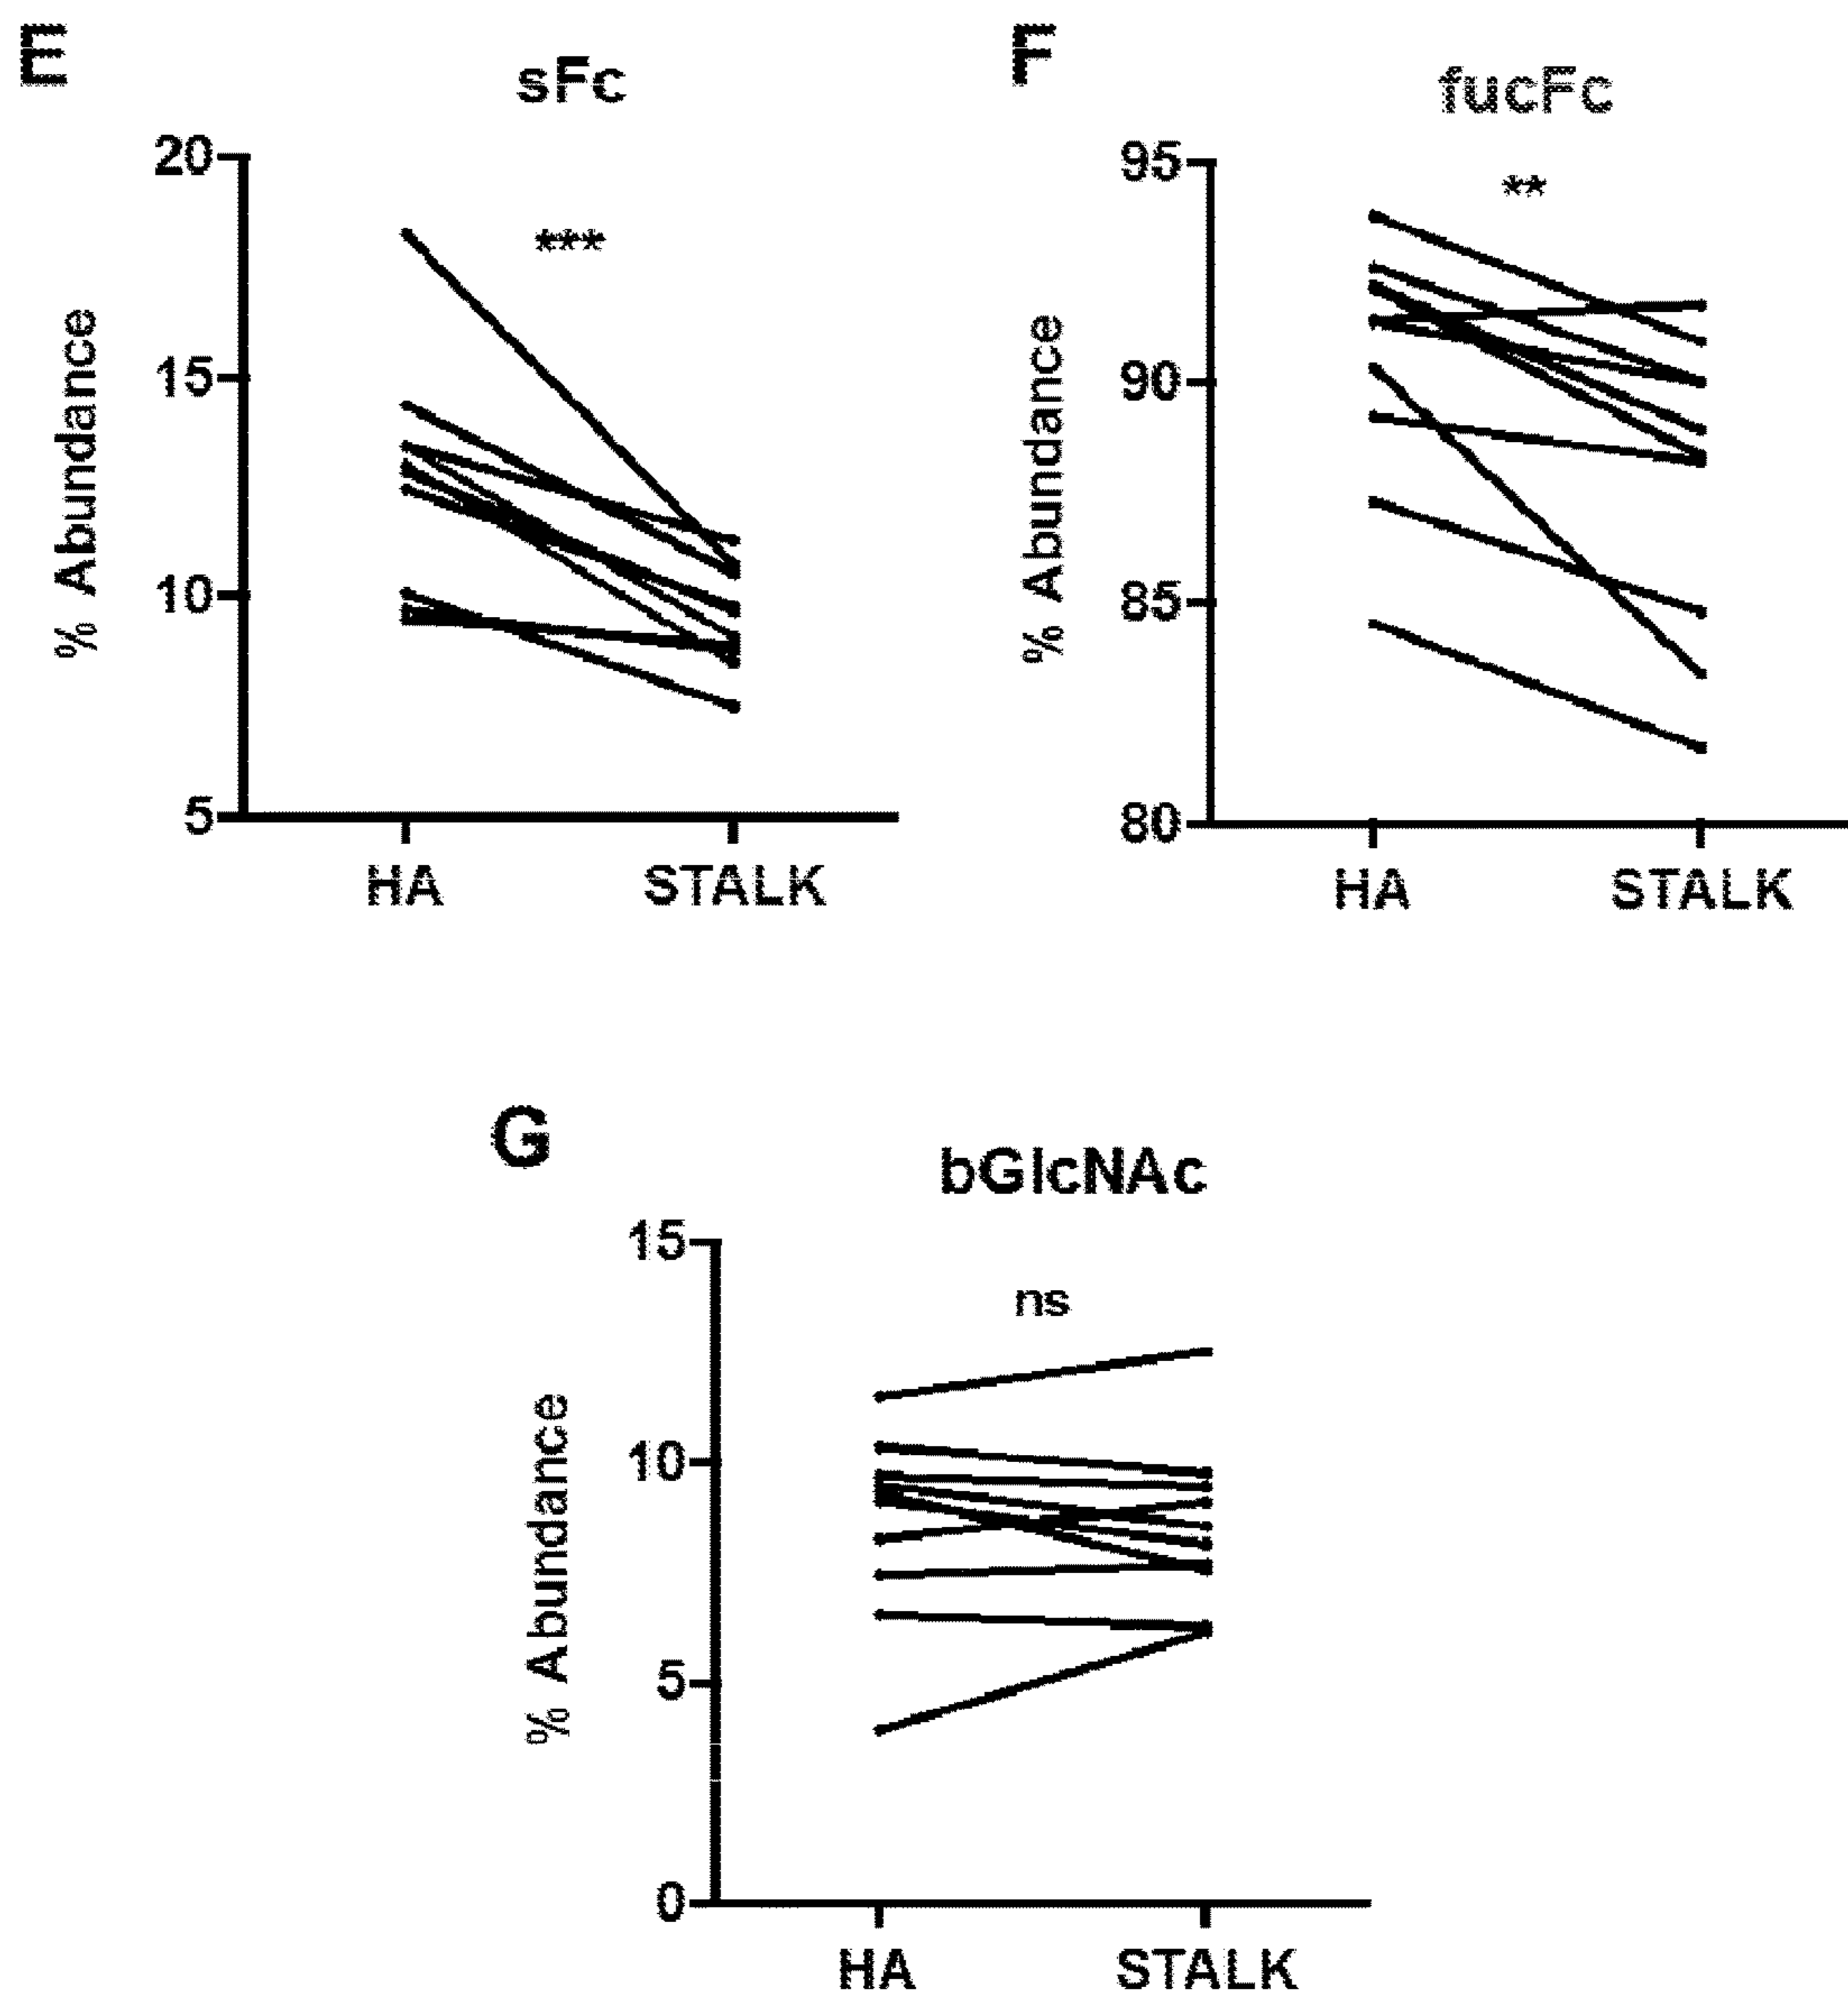 E
sFc
20
***
15
% Abundance
10
5
HA STALK
F
fucFc
95
**
90
% Abundance
85
80
HA STALK
G
bGlcNAc
15
ns
10
% Abundance
5
0
HA STALK